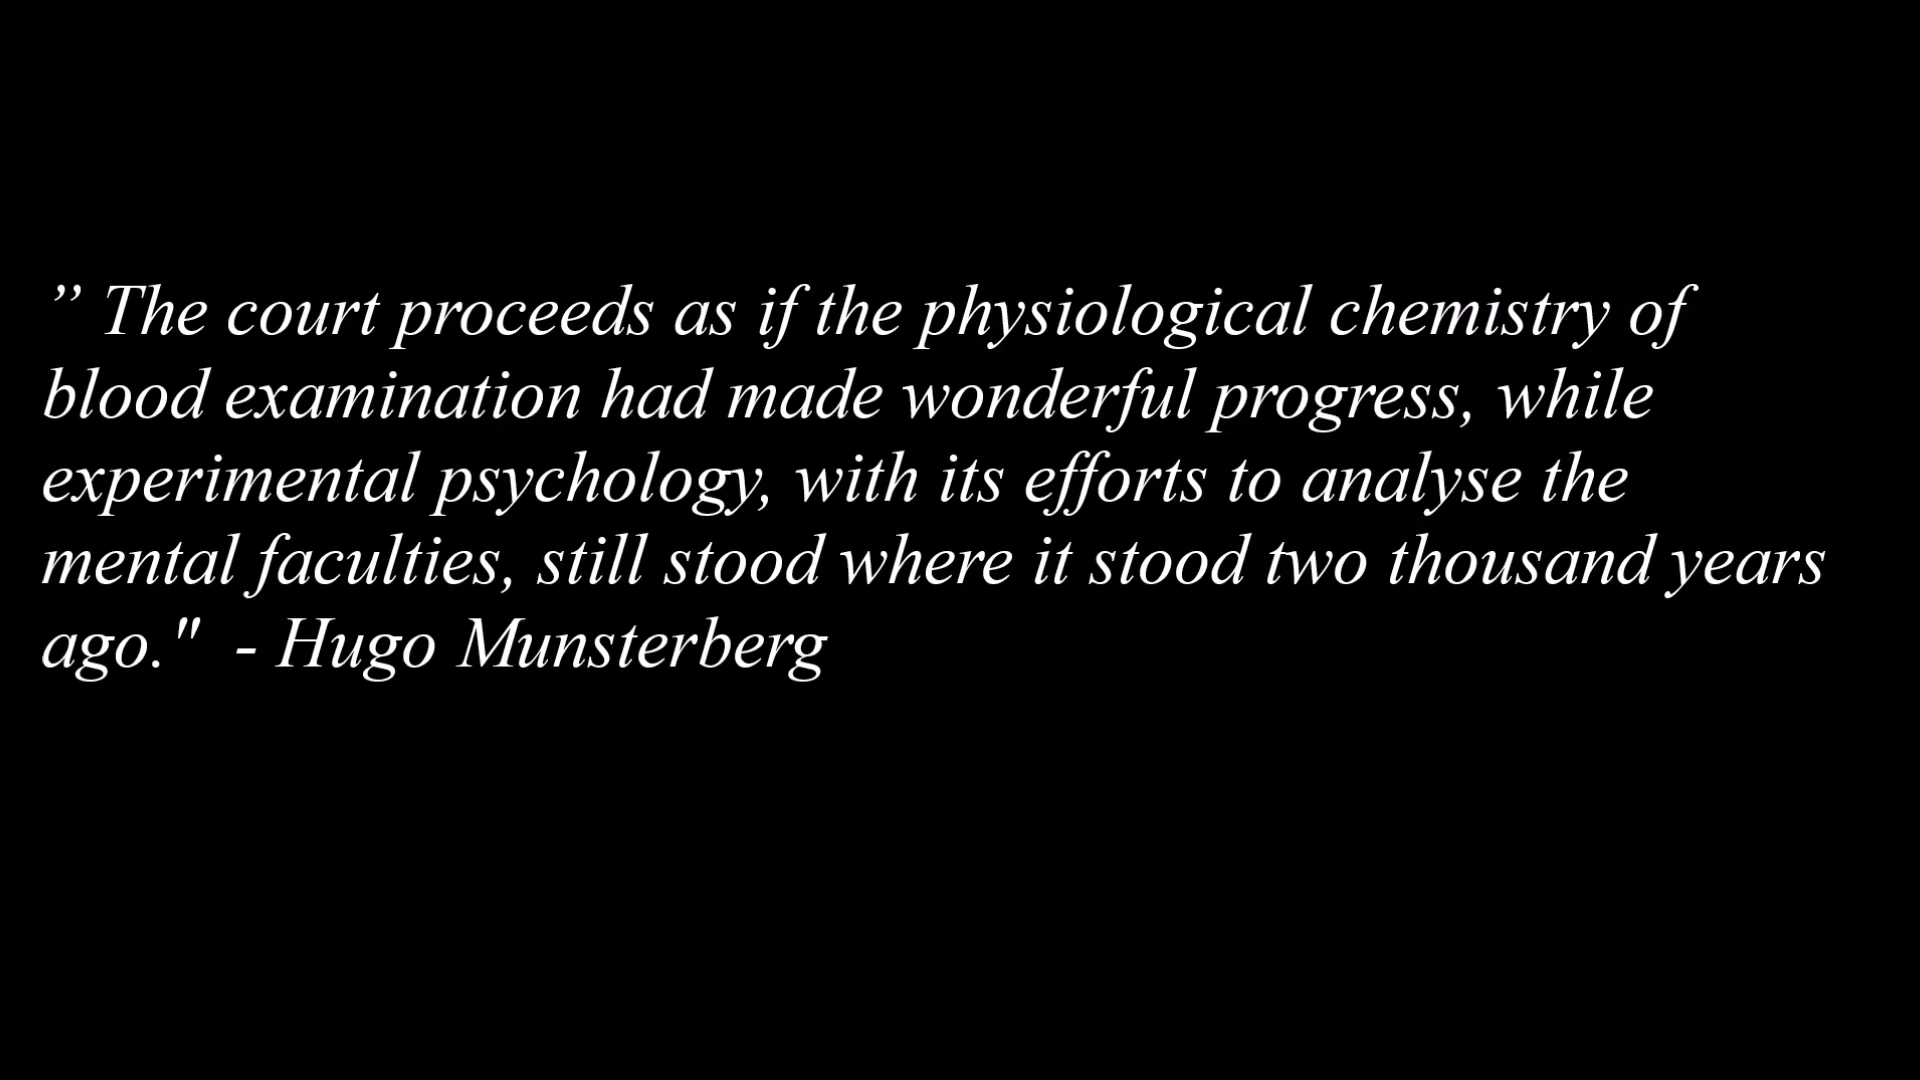 ” The court proceeds as if the physiological chemistry of
blood examination had made wonderful progress, while
experimental psychology, with its efforts to analyse the
mental faculties, still stood where it stood two thousand years
ago."  - Hugo Munsterberg